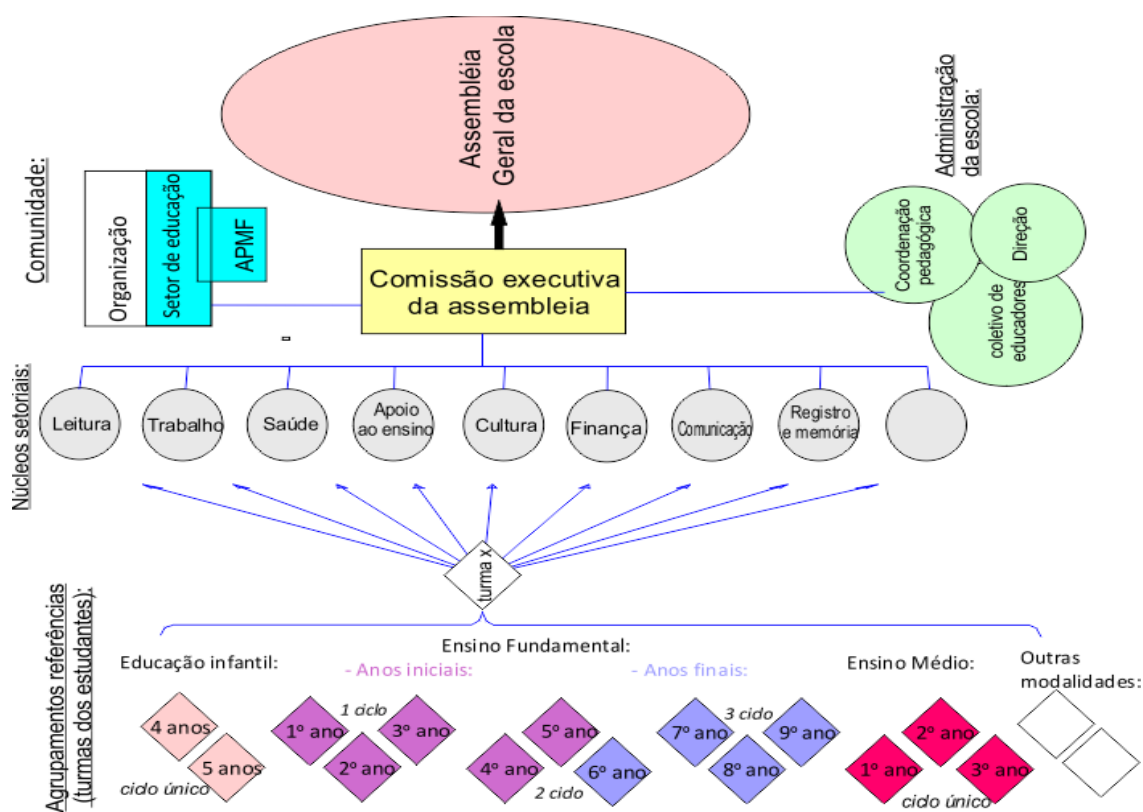 Assembléia
Geral da escola
Administração
da escola:
Comunidade:
Organização
Setor de educação
APMF
Comissão executiva
da assembleia
Coordenação
pedagógica
Direção
coletivo de
educadores
Núcleos setoriais:
Leitura
Trabalho
Saúde
Apoio
ao ensino
Cultura
Finança
Comunicação
Registro
e memória
turma x
Agrupamentos referências
(turmas dos estudantes):
Educação infantil:
Ensino Fundamental:
- Anos iniciais:
- Anos finais:
Ensino Médio:
Outras
modalidades:
4 anos
5 anos
ciclo único
1º ano
1 ciclo
3º ano
2º ano
5º ano
4º ano
6º ano
2 ciclo
7º ano
3 ciclo
9º ano
8º ano
2º ano
1º ano
3º ano
ciclo único